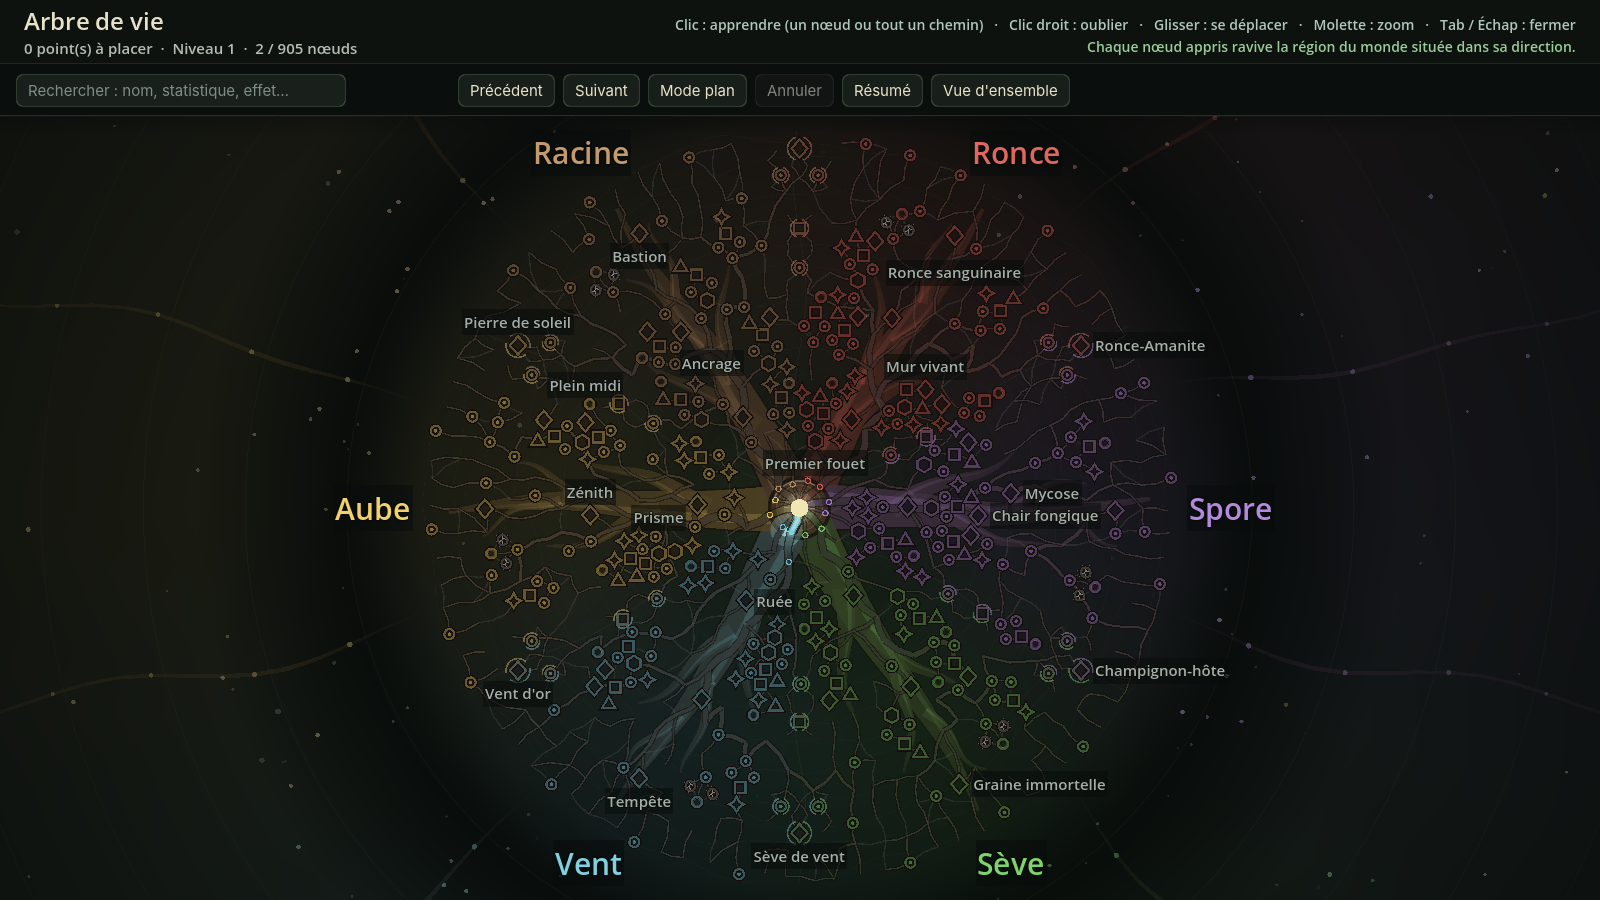 Arbre de vie
0 point(s) à placer · Niveau 1 · 2 / 905 nœuds
Clic : apprendre (un nœud ou tout un chemin) · Clic droit : oublier · Glisser : se déplacer · Molette : zoom · Tab / Échap : fermer
Chaque nœud appris ravive la région du monde située dans sa direction.
Rechercher : nom, statistique, effet...
Précédent
Suivant
Mode plan
Annuler
Résumé
Vue d'ensemble
Racine
Ronce
Bastion
Ronce sanguinaire
Pierre de soleil
Ronce-Amanite
Ancrage
Mur vivant
Plein midi
Premier fouet
Zénith
Mycose
Aube
Prisme
Chair fongique
Spore
Ruée
Champignon-hôte
Vent d'or
Graine immortelle
Tempête
Sève de vent
Vent
Sève